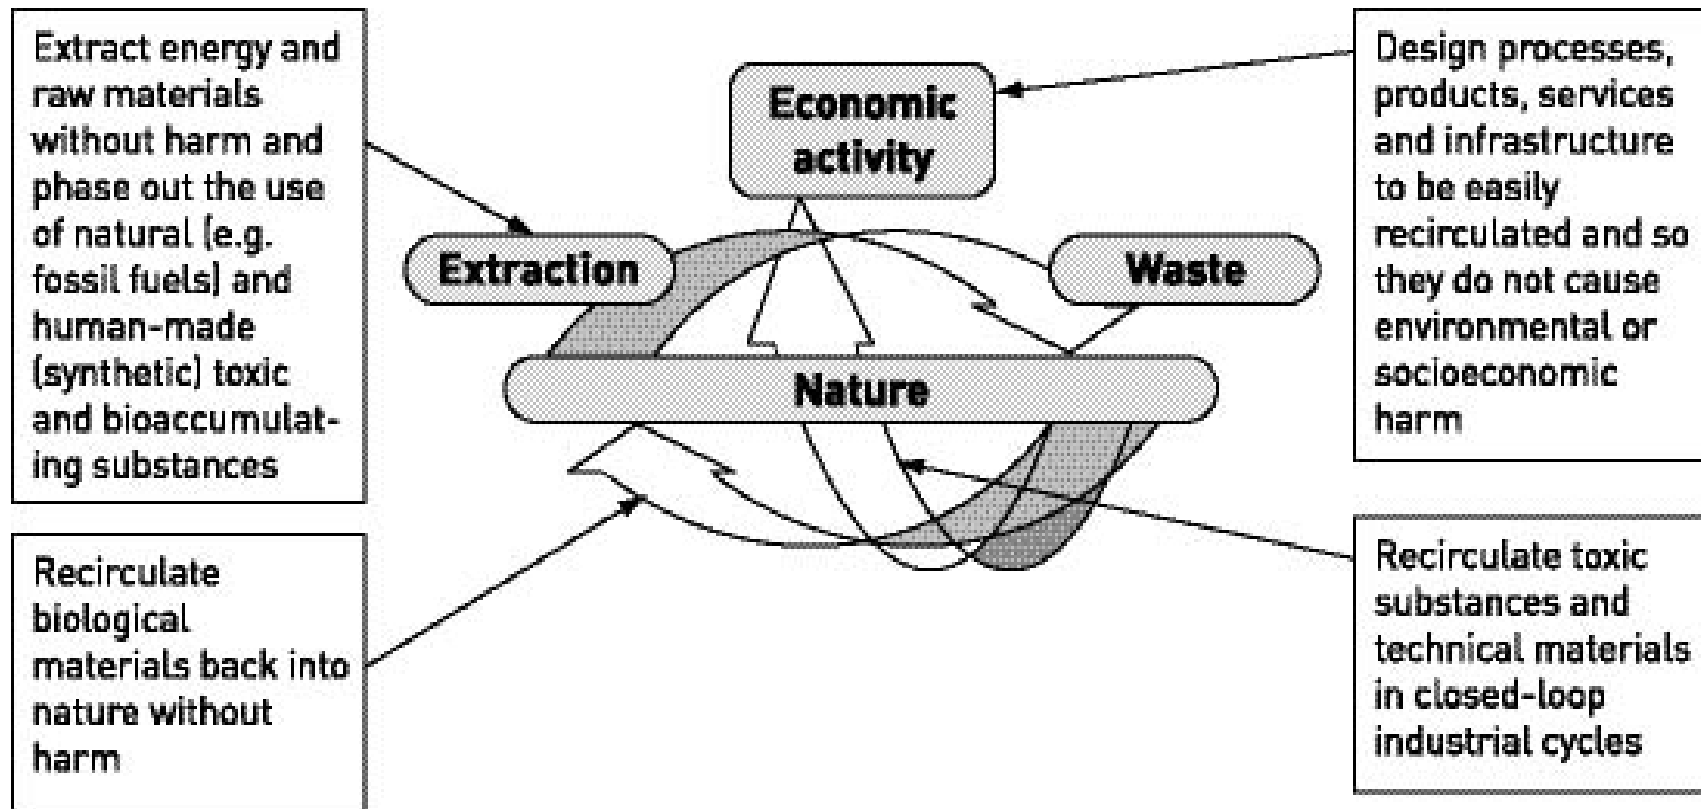 Extract energy and
raw materials
without harm and
phase out the use
of natural (e.g.
fossil fuels) and
human-made
(synthetic) toxic
and bioaccumulat-
ing substances
Economic
activity
Design processes,
products, services
and infrastructure
to be easily
recirculated and so
they do not cause
environmental or
socioeconomic
harm
Extraction
Waste
Nature
Recirculate
biological
materials back into
nature without
harm
Recirculate toxic
substances and
technical materials
in closed-loop
industrial cycles